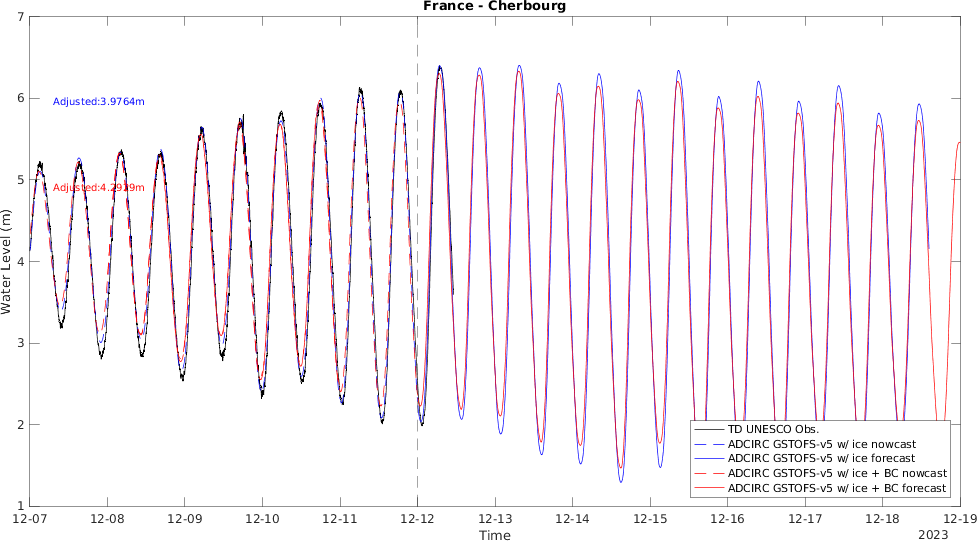 France - Cherbourg
7
6
5
4
3
2
1
Water Level (m)
Adjusted:3.9764m
Adjusted:4.2929m
TD UNESCO Obs.
ADCIRC GSTOFS-v5 w/ ice nowcast
ADCIRC GSTOFS-v5 w/ ice forecast
ADCIRC GSTOFS-v5 w/ ice + BC nowcast
ADCIRC GSTOFS-v5 w/ ice + BC forecast
12-07 12-08 12-09 12-10 12-11 12-12 12-13 12-14 12-15 12-16 12-17 12-18 12-19
Time
2023